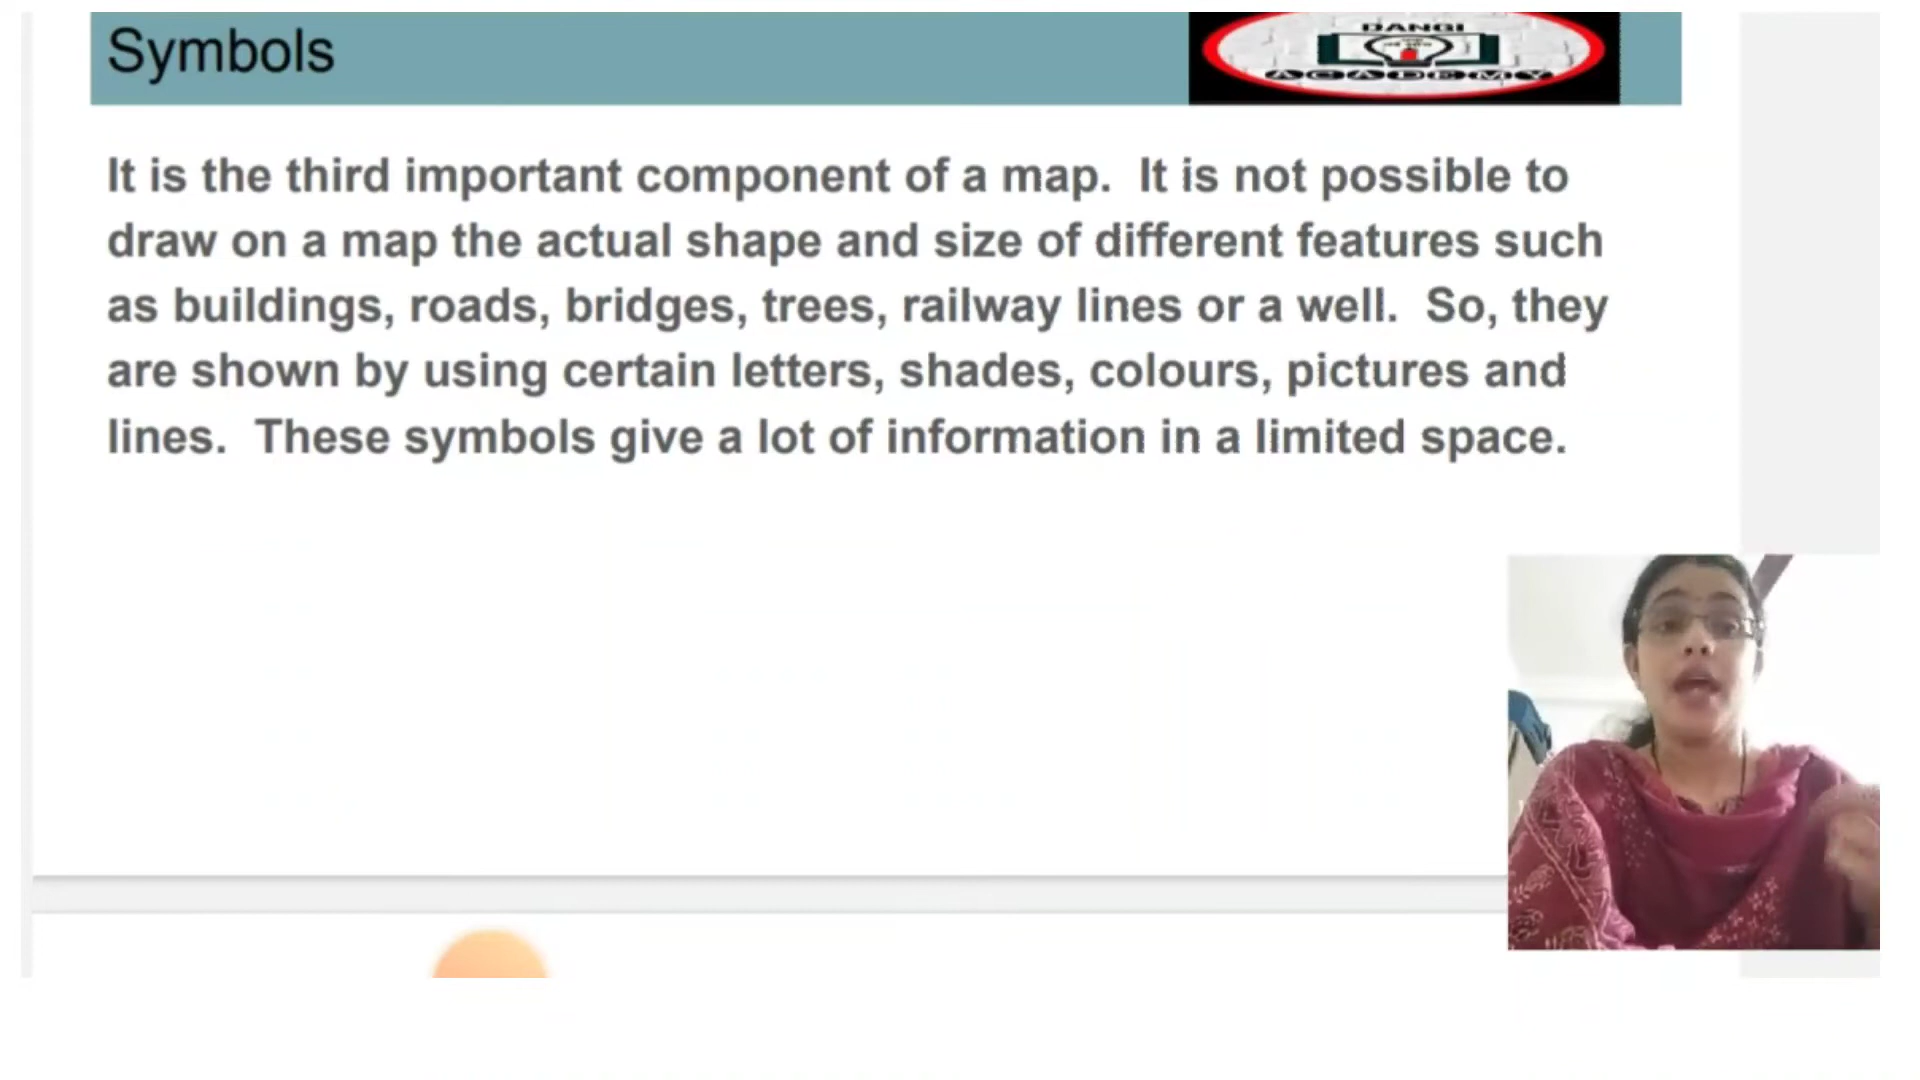 Symbols
DANGI
ACADEMY
It is the third important component of a map. It is not possible to
draw on a map the actual shape and size of different features such
as buildings, roads, bridges, trees, railway lines or a well. So, they
are shown by using certain letters, shades, colours, pictures and
lines. These symbols give a lot of information in a limited space.